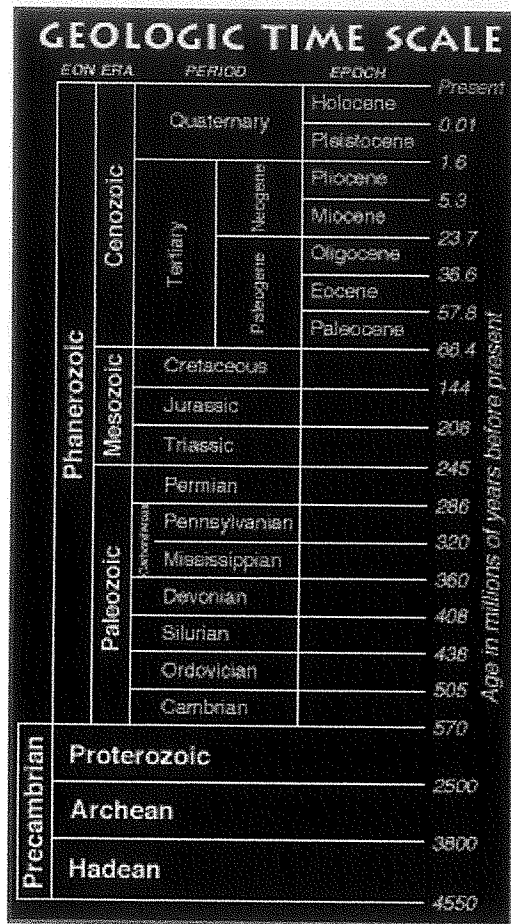 GEOLOGIC TIME SCALE
EON ERA PERIOD EPOCH
Present
Phanerozoic
Cenozoic
Quaternary
Holocene
0.01
Pleistocene
1.6
Tertiary
Neogene
Pliocene
5.3
Miocene
23.7
Paleogene
Oligocene
36.6
Eocene
57.8
Paleocene
66.4
Mesozoic
Cretaceous
144
Jurassic
208
Triassic
245
Paleozoic
Permian
286
Carboniferous
Pennsylvanian
320
Mississippian
360
Devonian
408
Silurian
438
Ordovician
505
Cambrian
570
Precambrian
Proterozoic
2500
Archean
3800
Hadean
4550
Age in millions of years before present